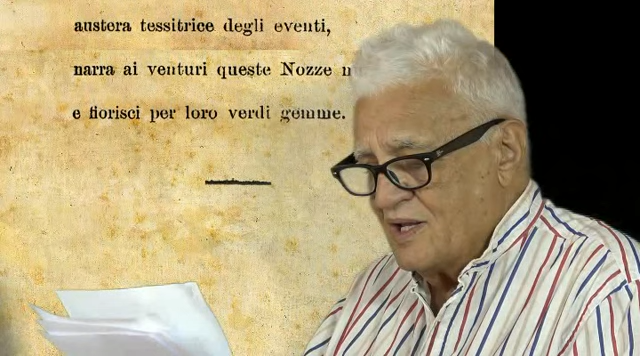 austera tessitrice degli eventi,
narra ai venturi queste Nozze
e fiorisci per loro verdi gemme.